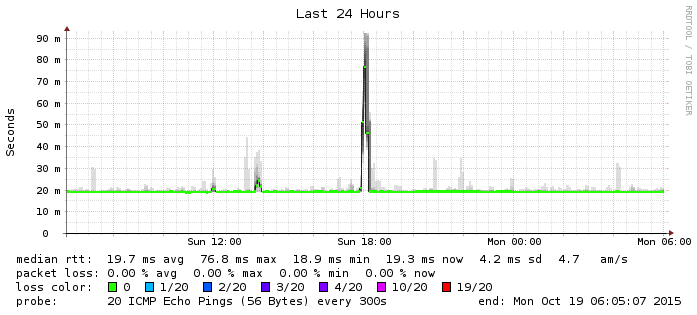 Last 24 Hours
RRDTOOL / TOBI OETIKER
Seconds
90 m
80 m
70 m
60 m
50 m
40 m
30 m
20 m
10 m
0
Sun 12:00 Sun 18:00 Mon 00:00 Mon 06:00
median rtt: 19.7 ms avg 76.8 ms max 18.9 ms min 19.3 ms now 4.2 ms sd 4.7 am/s
packet loss: 0.00 % avg 0.00 % max 0.00 % min 0.00 % now
loss color: 0 1/20 2/20 3/20 4/20 10/20 19/20
probe: 20 ICMP Echo Pings (56 Bytes) every 300s end: Mon Oct 19 06:05:07 2015